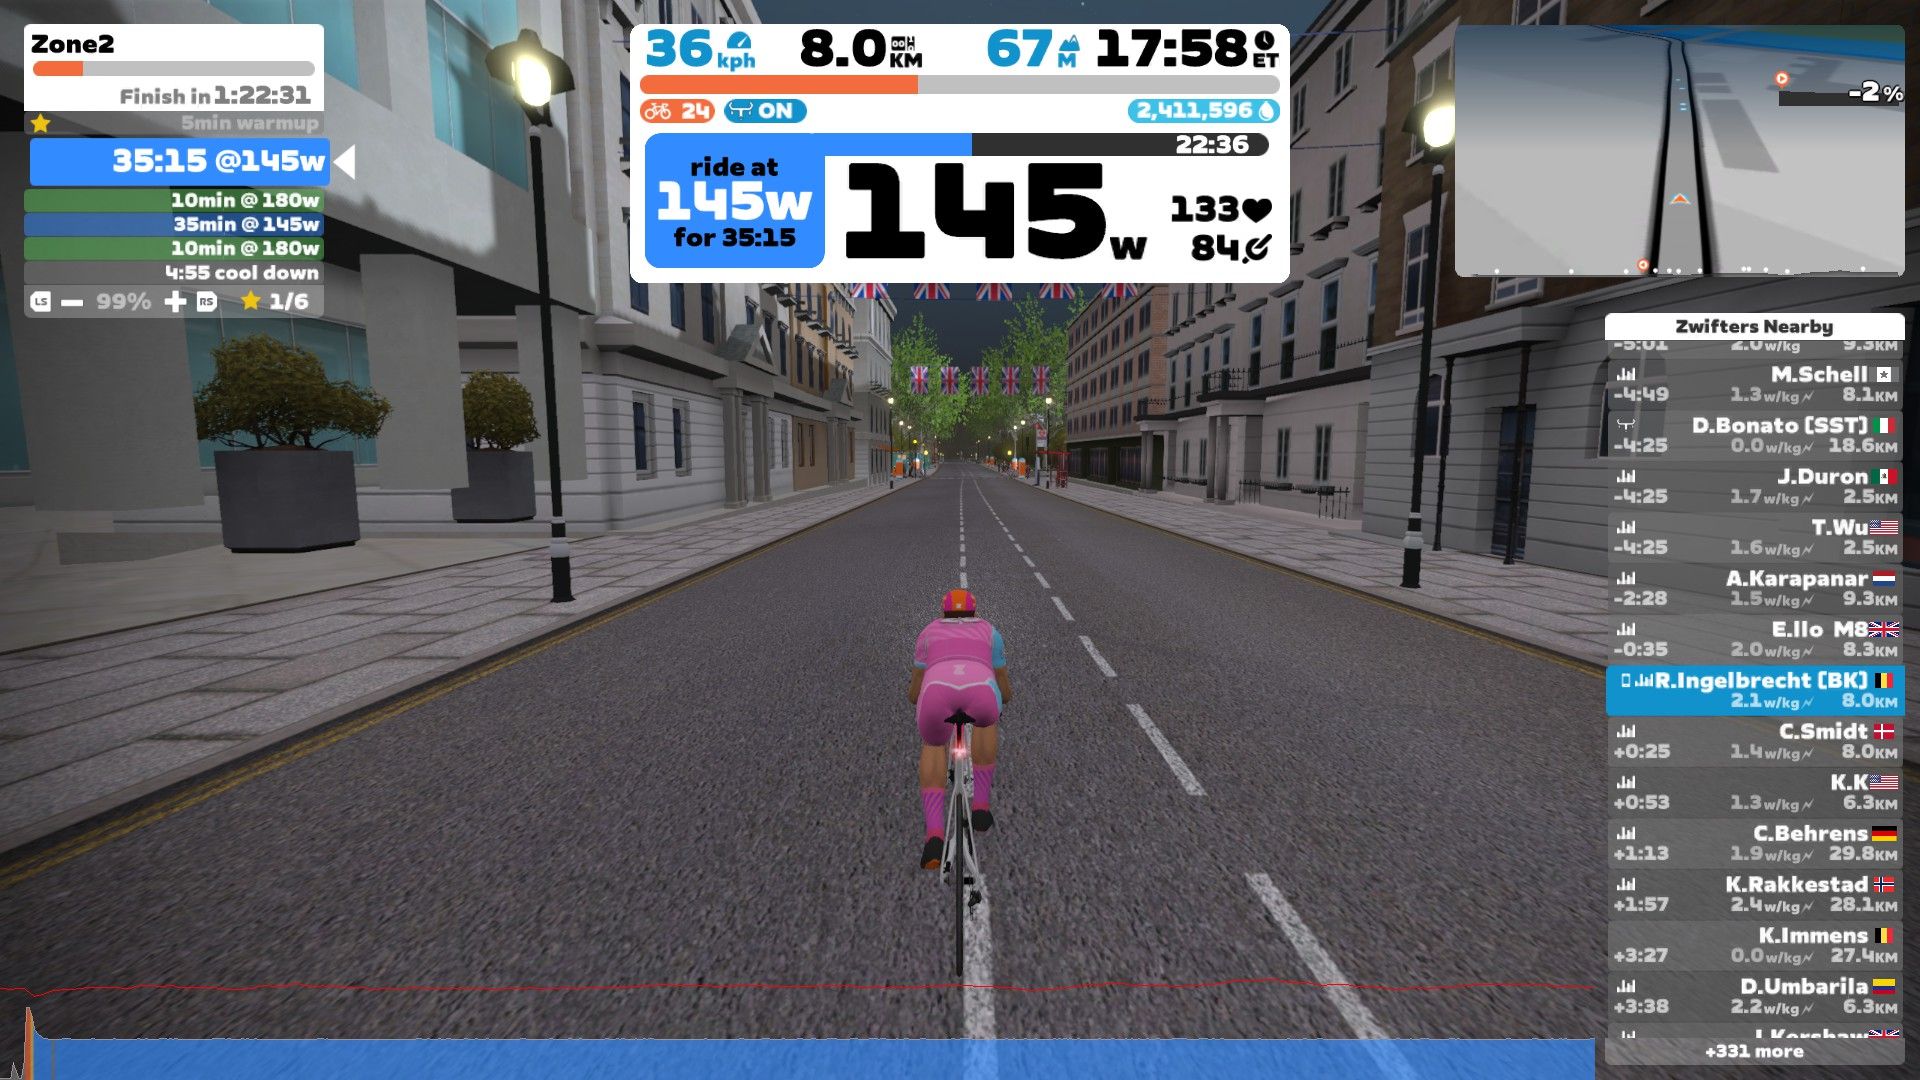 Zone2
Finish in 1:22:31
5min warmup
35:15 @145w
10min @ 180w
35min @ 145w
10min @ 180w
4:55 cool down
LS — 99% + RS 1/6
36 kph 8.0 KM 67 M 17:58 ET
24 ON 2,411,596
22:36
ride at
145w
for 35:15
145 w
133
84
-2%
Zwifters Nearby
-5:01 2.0w/kg 9.3KM
M.Schell
-4:49 1.3w/kg 8.1KM
D.Bonato (SST)
-4:25 0.0w/kg 18.6KM
J.Duron
-4:25 1.7w/kg 2.5KM
T.Wu
-4:25 1.6w/kg 2.5KM
A.Karapanar
-2:28 1.5w/kg 9.3KM
E.llo M8
-0:35 2.0w/kg 8.3KM
R.Ingelbrecht (BK)
2.1w/kg 8.0KM
C.Smidt
+0:25 1.4w/kg 8.0KM
K.K
+0:53 1.3w/kg 6.3KM
C.Behrens
+1:13 1.9w/kg 29.8KM
K.Rakkestad
+1:57 2.4w/kg 28.1KM
K.Immens
+3:27 0.0w/kg 27.4KM
D.Umbarila
+3:38 2.2w/kg 6.3KM
+331 more